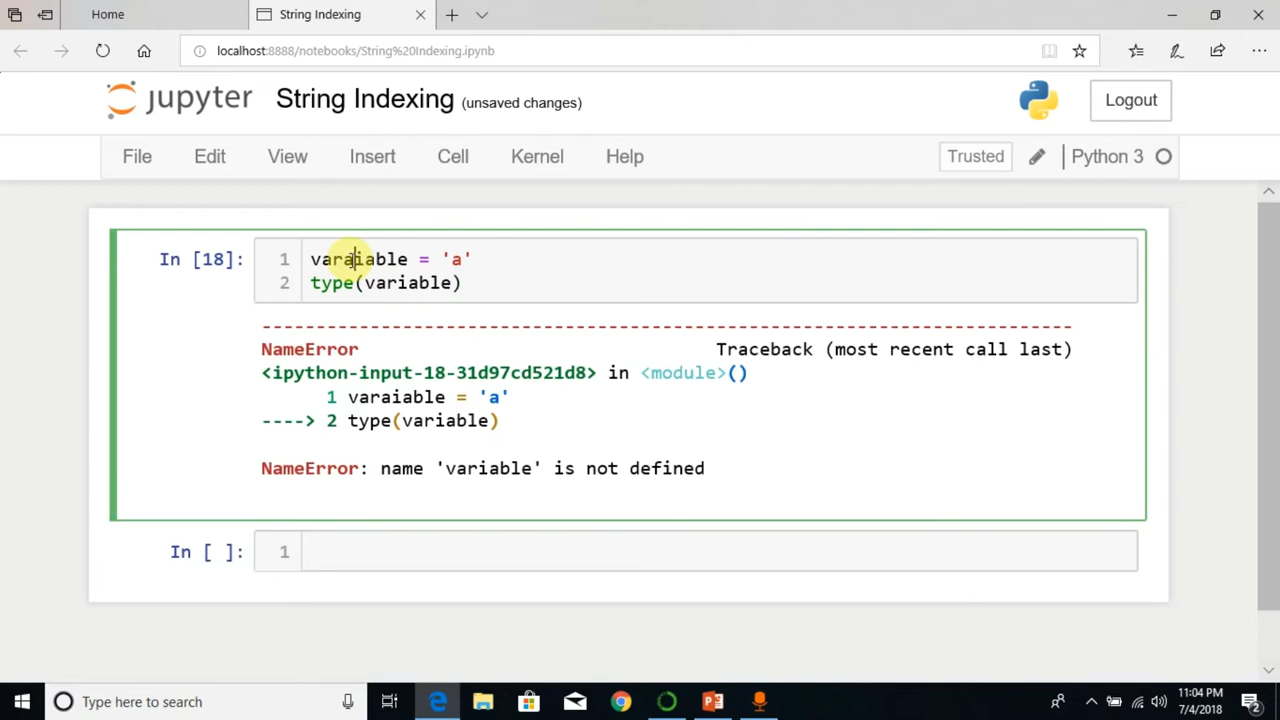 Home
String Indexing
localhost:8888/notebooks/String%20Indexing.ipynb
jupyter String Indexing (unsaved changes)
Logout
File Edit View Insert Cell Kernel Help
Trusted
Python 3
In [18]:
1 varaiable = 'a'
2 type(variable)
---------------------------------------------------------------------------
NameError Traceback (most recent call last)
<ipython-input-18-31d97cd521d8> in <module>()
1 varaiable = 'a'
----> 2 type(variable)
NameError: name 'variable' is not defined
In [ ]:
1
Type here to search
11:04 PM
7/4/2018
2